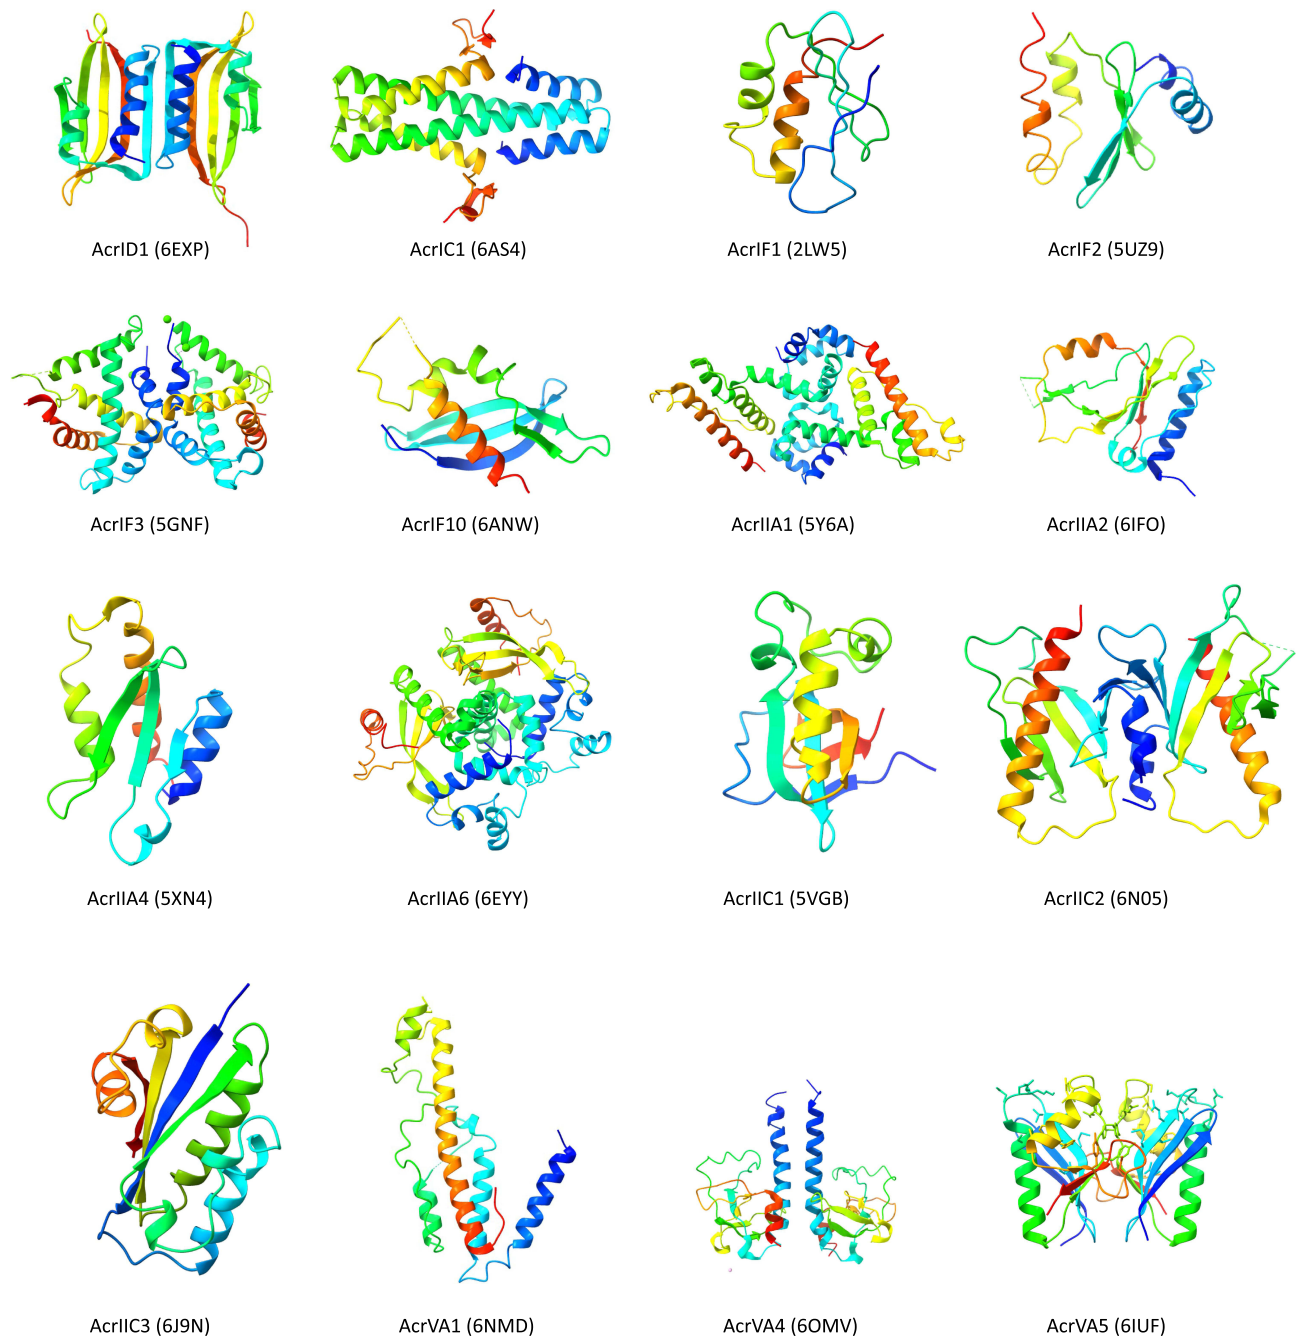 AcrID1 (6EXP)
AcrIC1 (6AS4)
AcrIF1 (2LW5)
AcrIF2 (5UZ9)
AcrIF3 (5GNF)
AcrIF10 (6ANW)
AcrIIA1 (5Y6A)
AcrIIA2 (6IFO)
AcrIIA4 (5XN4)
AcrIIA6 (6EYY)
AcrIIC1 (5VGB)
AcrIIC2 (6N05)
AcrIIC3 (6J9N)
AcrVA1 (6NMD)
AcrVA4 (6OMV)
AcrVA5 (6IUF)